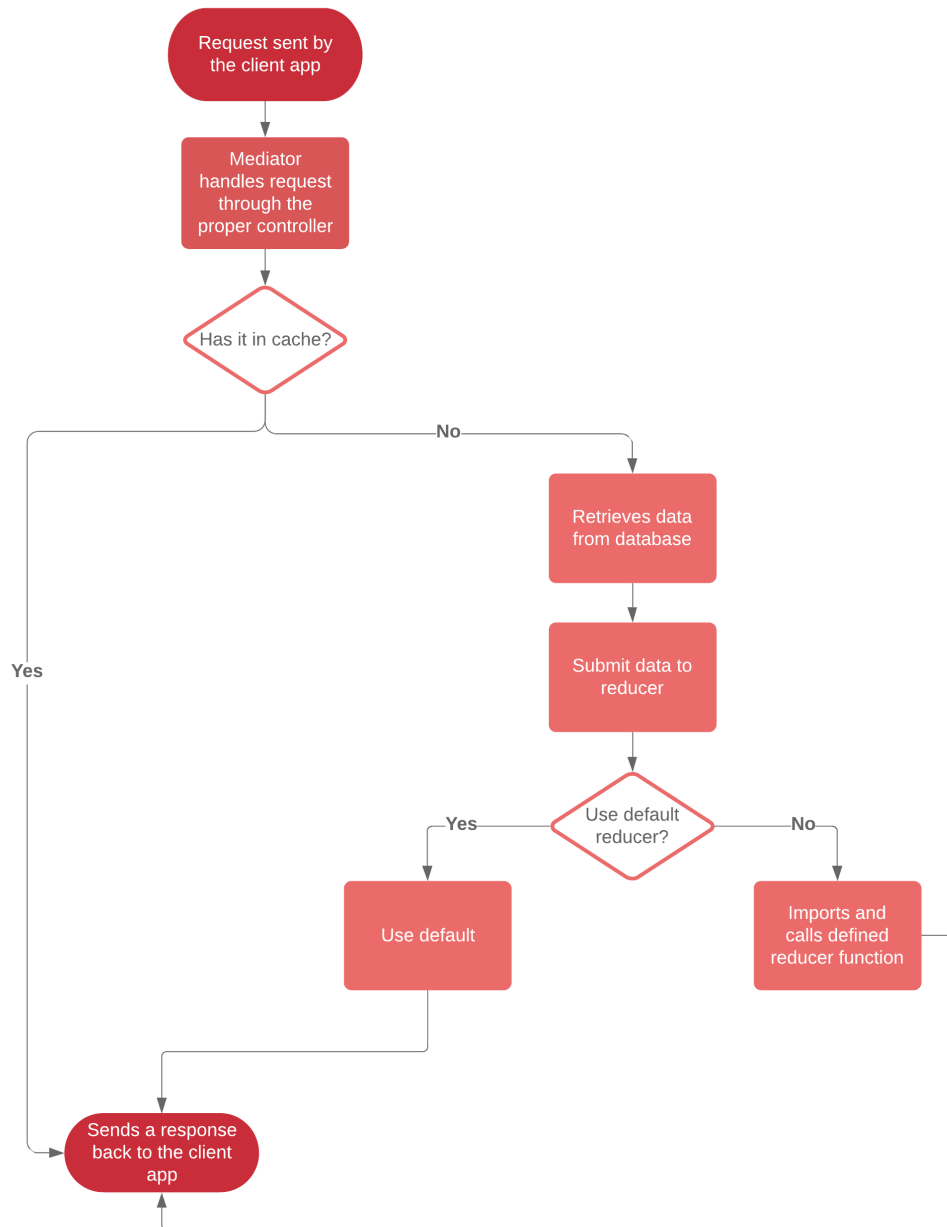 Request sent by
the client app
Mediator
handles request
through the
proper controller
Has it in cache?
No
Retrieves data
from database
Yes
Submit data to
reducer
Use default
reducer?
Yes
No
Use default
Imports and
calls defined
reducer function
Sends a response
back to the client
app